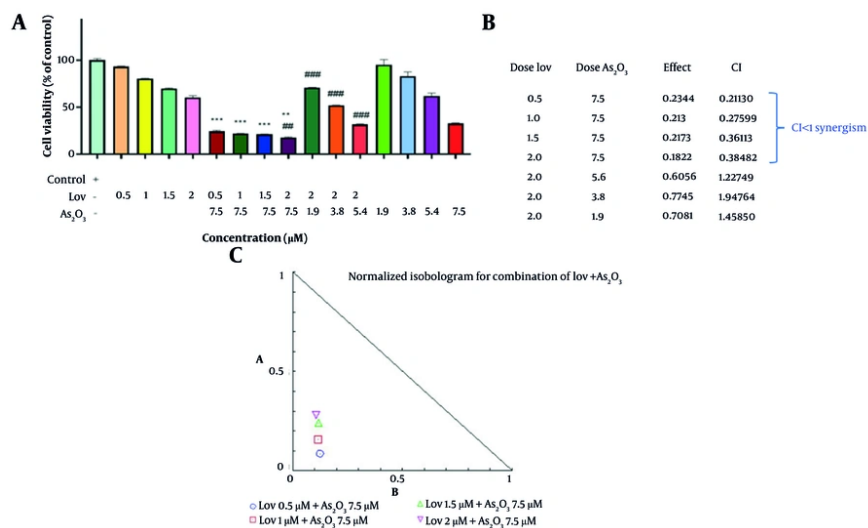 A
Cell viability (% of control)
100
50
0
*** *** *** ** ## ### ### ###
Control +
Lov - 0.5 1 1.5 2 0.5 1 1.5 2 2 2 2
As2O3 - 7.5 7.5 7.5 7.5 1.9 3.8 5.4 1.9 3.8 5.4 7.5
Concentration (μM)
B
Dose lov Dose As2O3 Effect CI
0.5 7.5 0.2344 0.21130
1.0 7.5 0.213 0.27599
1.5 7.5 0.2173 0.36113
2.0 7.5 0.1822 0.38482
2.0 5.6 0.6056 1.22749
2.0 3.8 0.7745 1.94764
2.0 1.9 0.7081 1.45850
CI<1 synergism
C
Normalized isobologram for combination of lov +As2O3
1
A
0.5
0
0 0.5 1
B
Lov 0.5 μM + As2O3 7.5 μM
Lov 1 μM + As2O3 7.5 μM
Lov 1.5 μM + As2O3 7.5 μM
Lov 2 μM + As2O3 7.5 μM